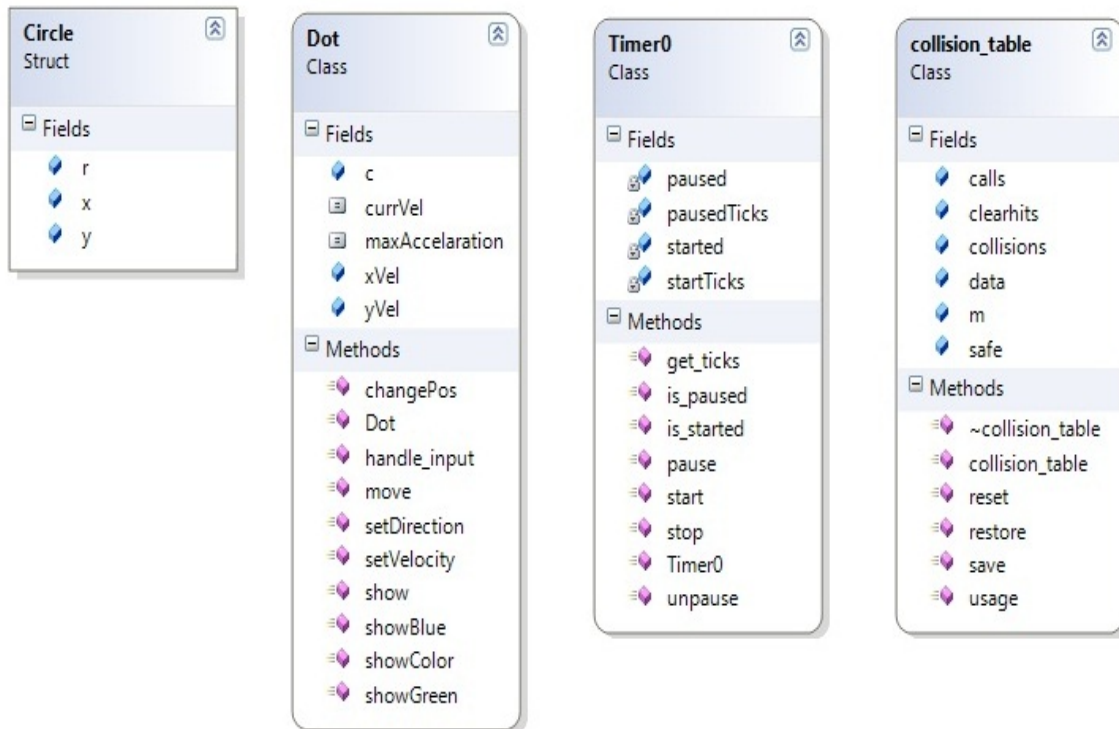 Circle
Struct
Fields
r
x
y
Dot
Class
Fields
c
currVel
maxAccelaration
xVel
yVel
Methods
changePos
Dot
handle_input
move
setDirection
setVelocity
show
showBlue
showColor
showGreen
Timer0
Class
Fields
paused
pausedTicks
started
startTicks
Methods
get_ticks
is_paused
is_started
pause
start
stop
Timer0
unpause
collision_table
Class
Fields
calls
clearhits
collisions
data
m
safe
Methods
~collision_table
collision_table
reset
restore
save
usage